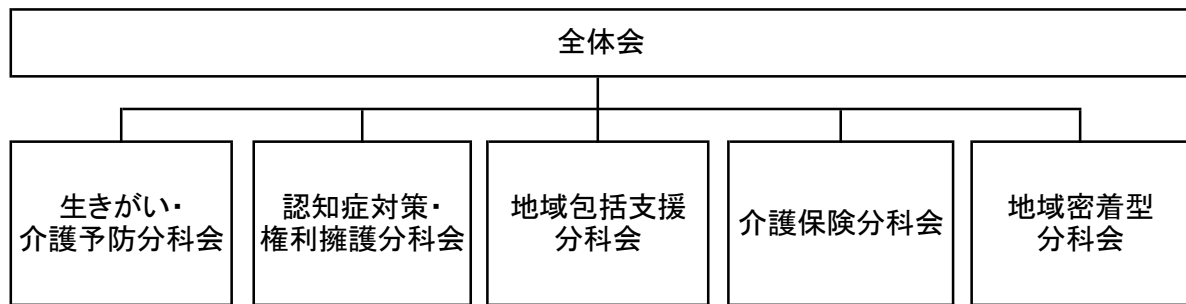 全体会
生きがい・
介護予防分科会
認知症対策・
権利擁護分科会
地域包括支援
分科会
介護保険分科会
地域密着型
分科会